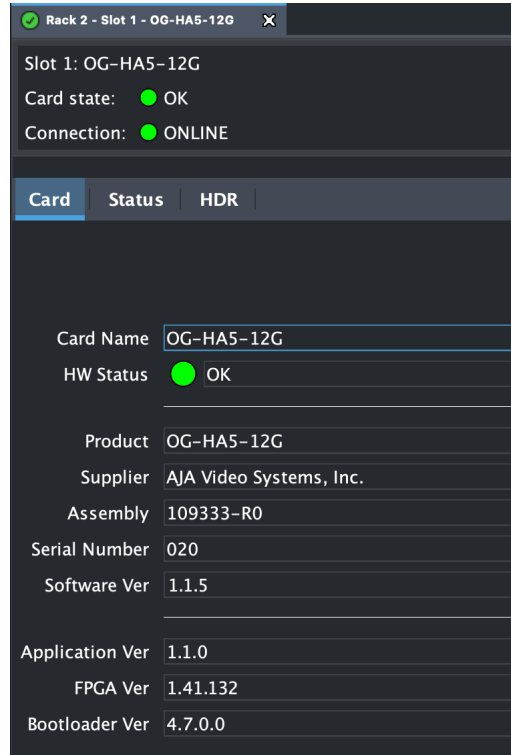 Rack 2 - Slot 1 - OG-HA5-12G X
Slot 1: OG-HA5-12G
Card state: OK
Connection: ONLINE
Card Status HDR
Card Name OG-HA5-12G
HW Status OK
Product OG-HA5-12G
Supplier AJA Video Systems, Inc.
Assembly 109333-R0
Serial Number 020
Software Ver 1.1.5
Application Ver 1.1.0
FPGA Ver 1.41.132
Bootloader Ver 4.7.0.0